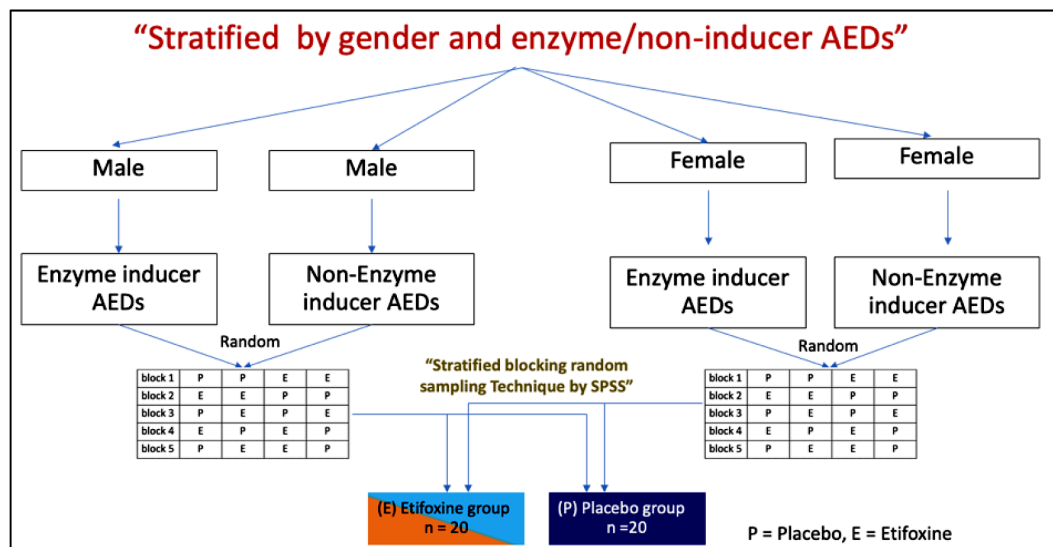 “Stratified by gender and enzyme/non-inducer AEDs”
Male
Male
Female
Female
Enzyme inducer
AEDs
Non-Enzyme
inducer AEDs
Enzyme inducer
AEDs
Non-Enzyme
inducer AEDs
Random
Random
“Stratified blocking random
sampling Technique by SPSS”
block 1 P P E E
block 2 E E P P
block 3 P E P E
block 4 E P E P
block 5 P E E P
block 1 P P E E
block 2 E E P P
block 3 P E P E
block 4 E P E P
block 5 P E E P
(E) Etifoxine group
n = 20
(P) Placebo group
n =20
P = Placebo, E = Etifoxine